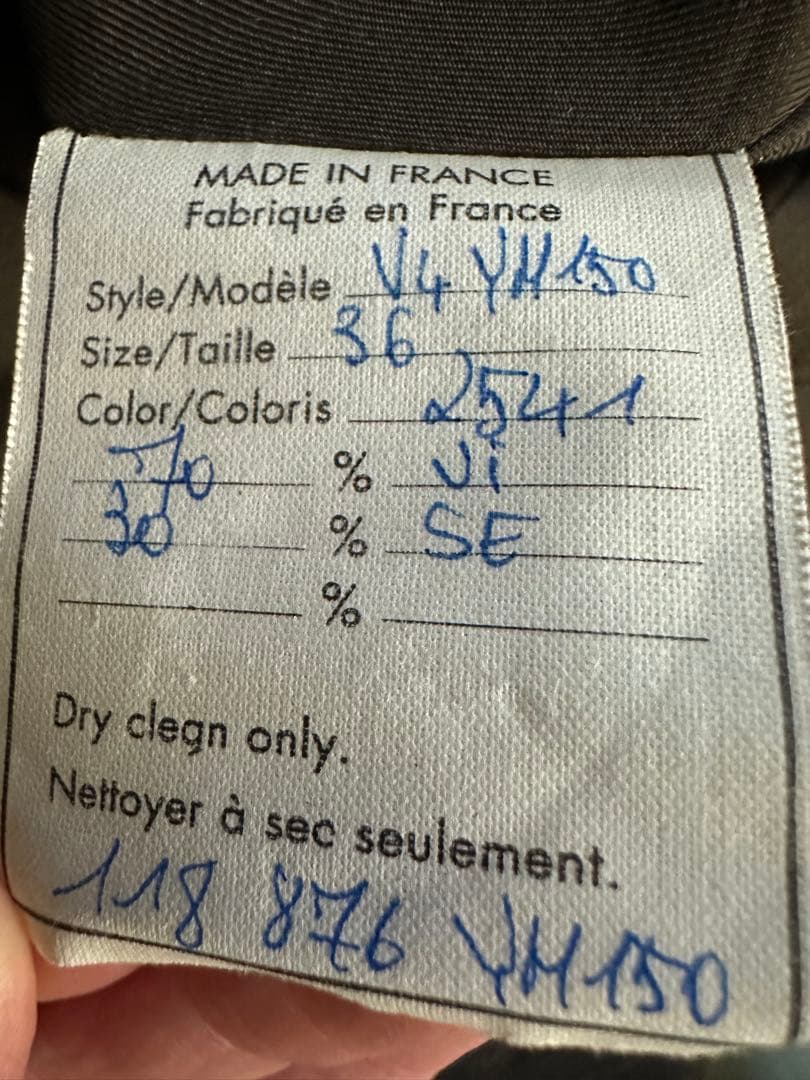 MADE IN FRANCE
Fabriqué en France
Style/Modèle V4 YH150
Size/Taille 36
Color/Coloris 2541
70 % Vi
30 % SE
%
Dry clean only.
Nettoyer à sec seulement.
118 876 YH150